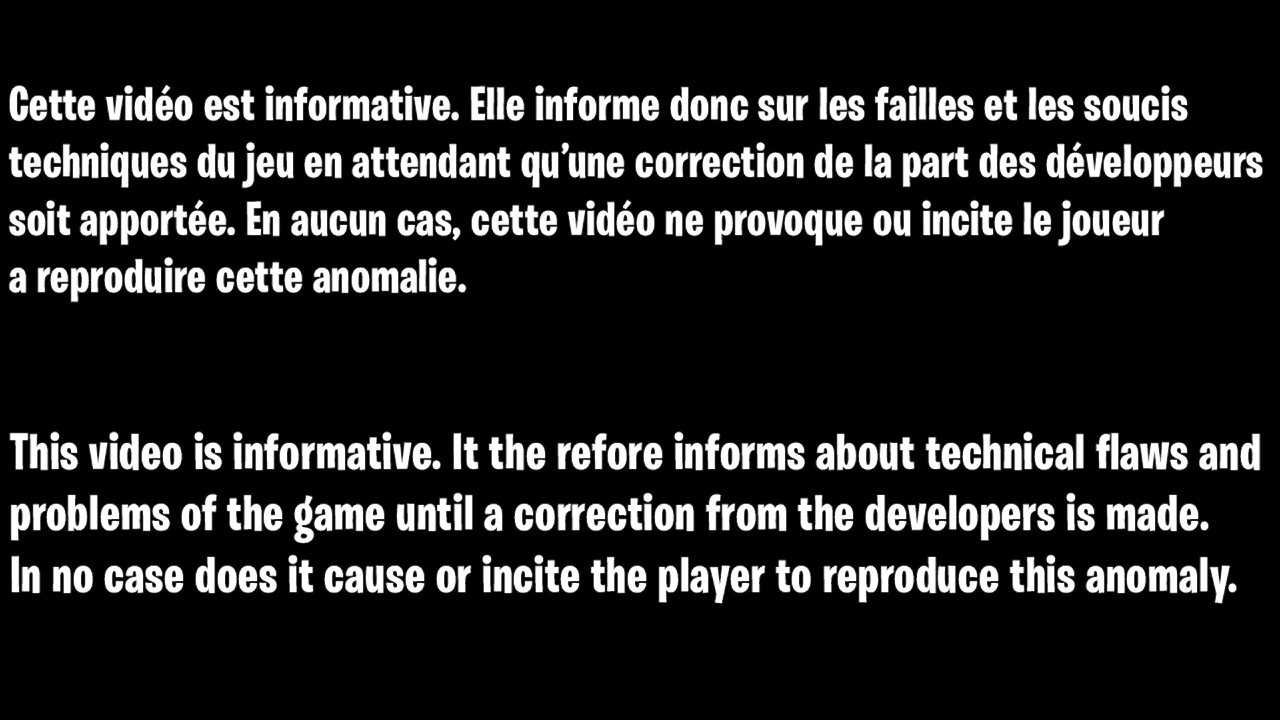 Cette vidéo est informative. Elle informe donc sur les failles et les soucis
techniques du jeu en attendant qu’une correction de la part des développeurs
soit apportée. En aucun cas, cette vidéo ne provoque ou incite le joueur
a reproduire cette anomalie.
This video is informative. It the refore informs about technical flaws and
problems of the game until a correction from the developers is made.
In no case does it cause or incite the player to reproduce this anomaly.